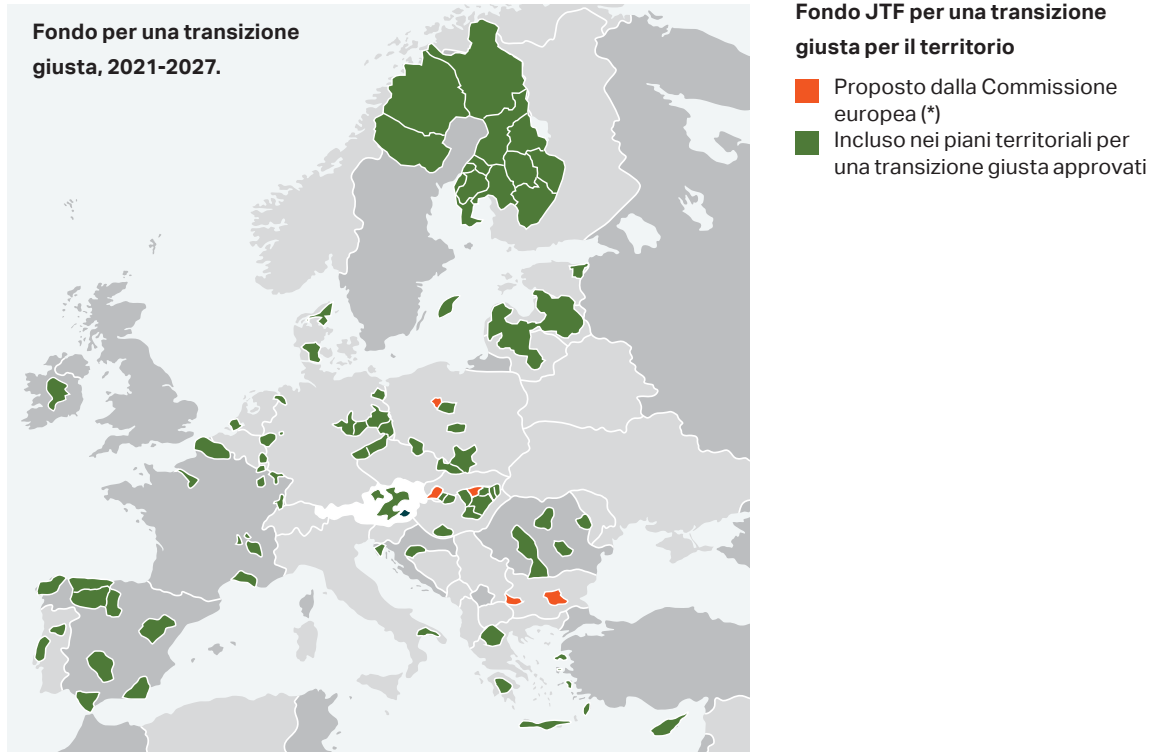 Fondo per una transizione
giusta, 2021-2027.
Fondo JTF per una transizione
giusta per il territorio
Proposto dalla Commissione
europea (*)
Incluso nei piani territoriali per
una transizione giusta approvati